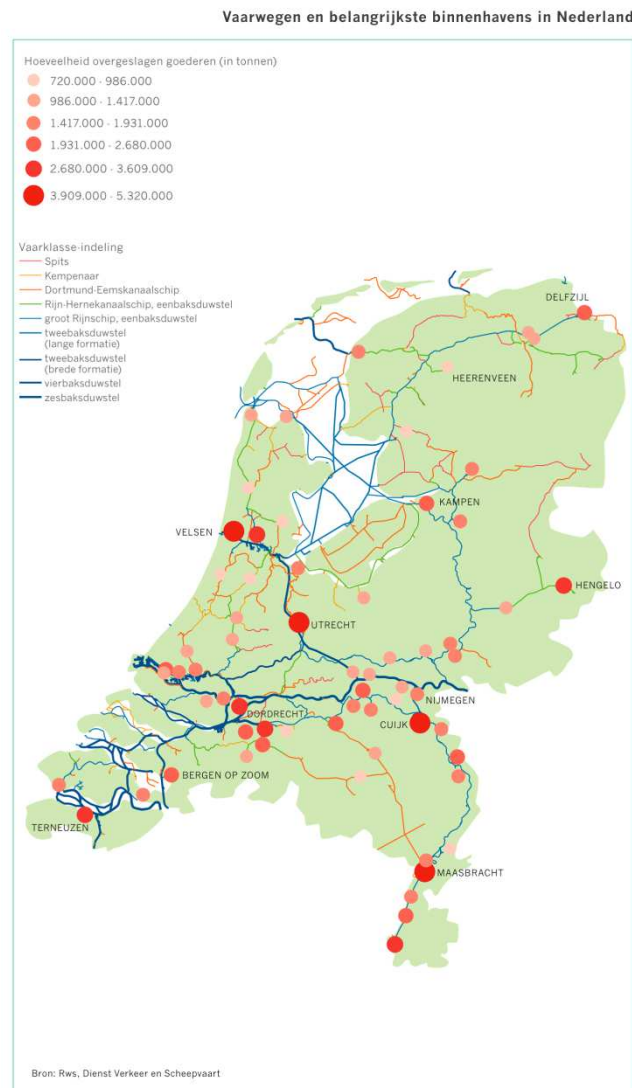 Vaarwegen en belangrijkste binnenhavens in Nederland
Hoeveelheid overgeslagen goederen (in tonnen)
720.000 - 986.000
986.000 - 1.417.000
1.417.000 - 1.931.000
1.931.000 - 2.680.000
2.680.000 - 3.609.000
3.909.000 - 5.320.000
Vaarklasse-indeling
Spits
Kempenaar
Dortmund-Eemskanaalschip
Rijn-Hernekanaalschip, eenbaksduwstel
groot Rijnschip, eenbaksduwstel
tweebaksduwstel
(lange formatie)
tweebaksduwstel
(brede formatie)
vierbaksduwstel
zesbaksduwstel
DELFZIJL
HEERENVEEN
KAMPEN
VELSEN
HENGELO
UTRECHT
NIJMEGEN
DORDRECHT
CUIJK
BERGEN OP ZOOM
TERNEUZEN
MAASBRACHT
Bron: Rws, Dienst Verkeer en Scheepvaart